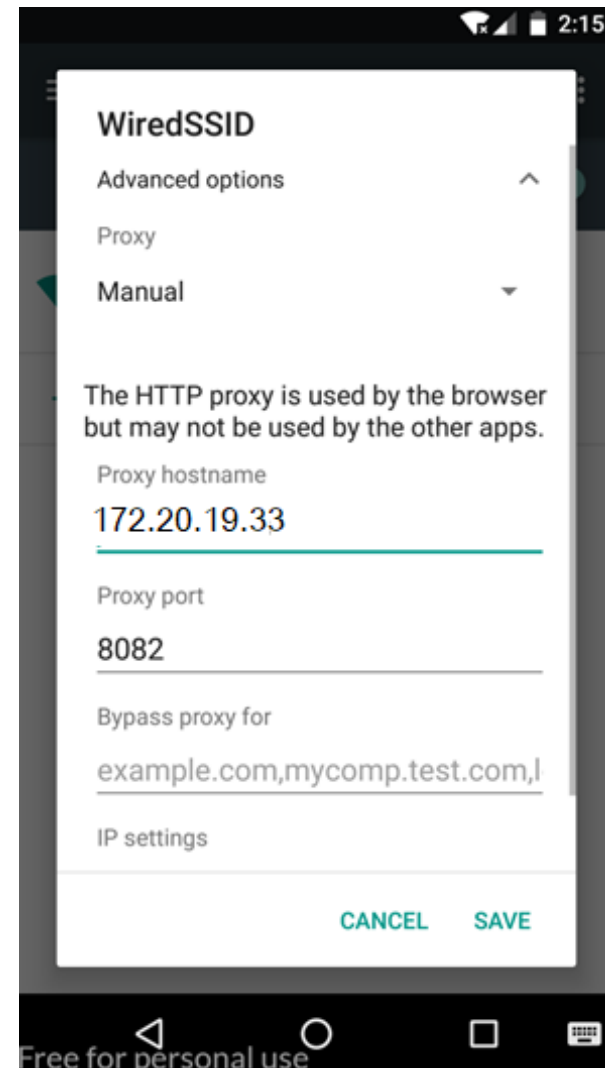 2:15
WiredSSID
Advanced options
Proxy
Manual
The HTTP proxy is used by the browser
but may not be used by the other apps.
Proxy hostname
172.20.19.33
Proxy port
8082
Bypass proxy for
example.com,mycomp.test.com,l
IP settings
CANCEL SAVE
Free for personal use